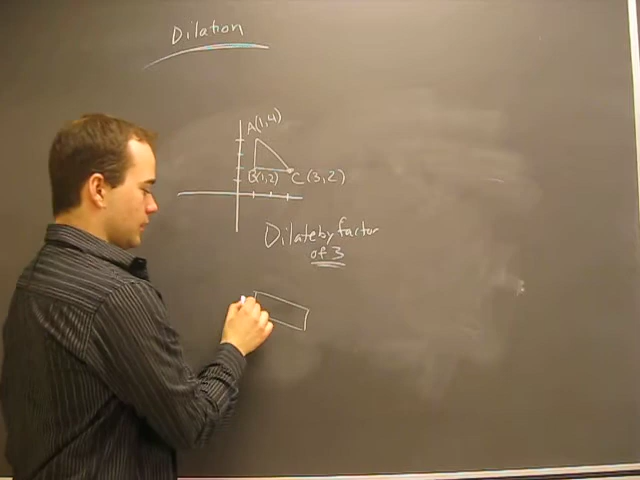 Dilation
A(1,4)
B(1,2) C(3,2)
Dilate by factor
of 3